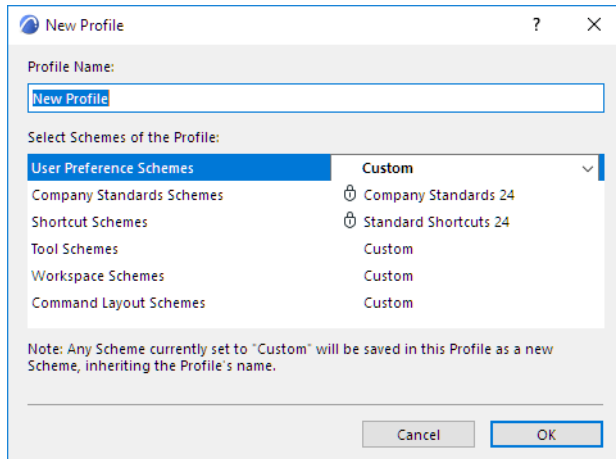 New Profile
?
Profile Name:
New Profile
Select Schemes of the Profile:
User Preference Schemes Custom
Company Standards Schemes Company Standards 24
Shortcut Schemes Standard Shortcuts 24
Tool Schemes Custom
Workspace Schemes Custom
Command Layout Schemes Custom
Note: Any Scheme currently set to "Custom" will be saved in this Profile as a new
Scheme, inheriting the Profile's name.
Cancel OK